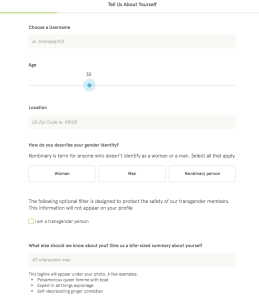 Tell Us About Yourself
Choose a Username
Age
33
Location
US Zip Code ie.
How do you describe your gender identity?
Nonbinary is term for anyone who doesn't identify as a woman or a man. Select all that apply.
Woman
Man
Nonbinary person
The following optional filter is designed to protect the safety of our transgender members.
This information will not appear on your profile
I am a transgender person
What else should we know about you? Give us a bite-sized summary about yourself
40 characters max
This tagline will appear under your photo. A few examples:
• Polyamorous queer femme with boat
• Expert in all things espionage
• Self-deprecating ginger comedian